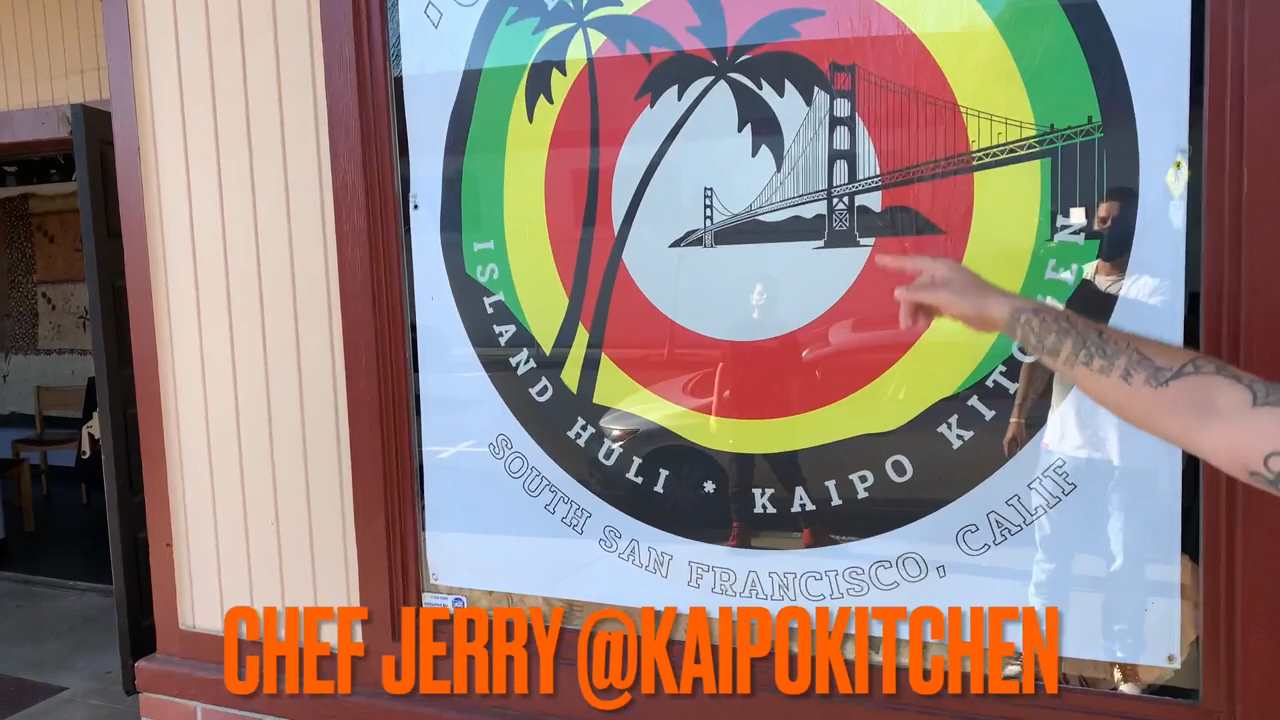 ISLAND HULI * KAIPO KITCHEN
SOUTH SAN FRANCISCO, CALIF
CHEF JERRY @KAIPOKITCHEN